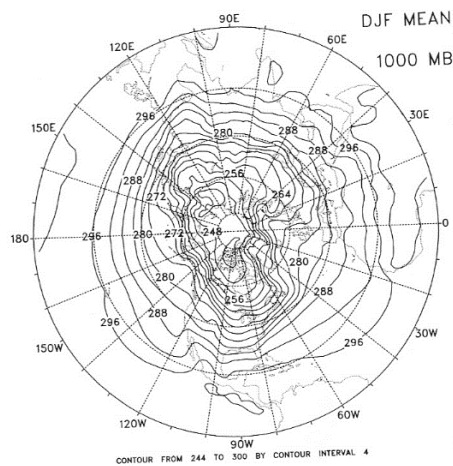 90E
DJF MEAN
120E
60E
1000 MB
296
30E
150E
280
288
288
296
288
256
272
264
0
180
296
280
272
248
280
280
288
256
296
288
296
30W
150W
120W
60W
90W
CONTOUR FROM 244 TO 300 BY CONTOUR INTERVAL 4